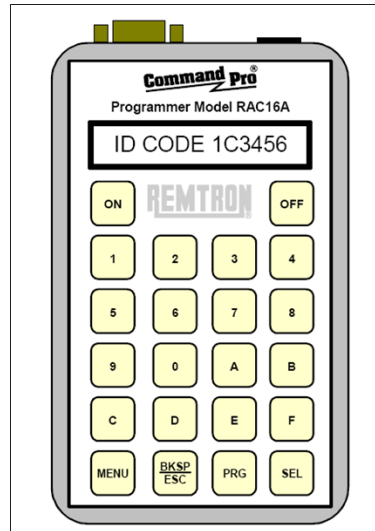 Command Pro®
Programmer Model RAC16A
ID CODE 1C3456
ON REMTRON® OFF
1 2 3 4
5 6 7 8
9 0 A B
C D E F
MENU BKSP PRG SEL
ESC